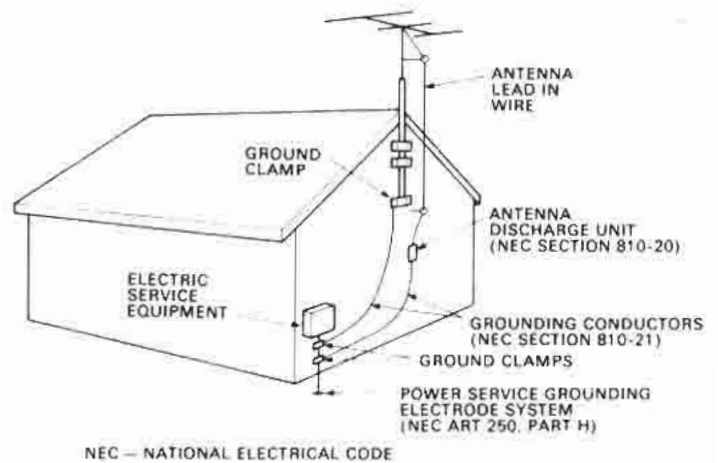 ANTENNA
LEAD IN
WIRE
GROUND
CLAMP
ANTENNA
DISCHARGE UNIT
(NEC SECTION 810-20)
ELECTRIC
SERVICE
EQUIPMENT
GROUNDING CONDUCTORS
(NEC SECTION 810-21)
GROUND CLAMPS
POWER SERVICE GROUNDING
ELECTRODE SYSTEM
(NEC ART 250, PART H)
NEC — NATIONAL ELECTRICAL CODE